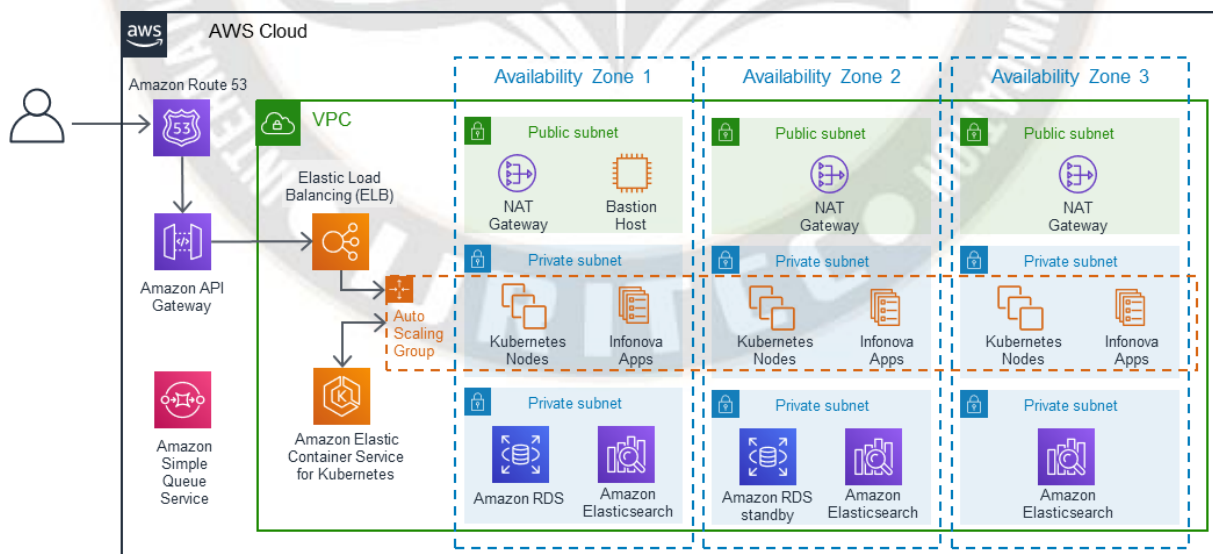 aws
AWS Cloud
Availability Zone 1
Availability Zone 2
Availability Zone 3
Amazon Route 53
53
VPC
Public subnet
Public subnet
Public subnet
Elastic Load
Balancing (ELB)
NAT
Gateway
Bastion
Host
NAT
Gateway
NAT
Gateway
Amazon API
Gateway
Private subnet
Private subnet
Private subnet
Auto
Scaling
Group
Kubernetes
Nodes
Infonova
Apps
Kubernetes
Nodes
Infonova
Apps
Kubernetes
Nodes
Infonova
Apps
K
Amazon
Simple
Queue
Service
Amazon Elastic
Container Service
for Kubernetes
Private subnet
Private subnet
Private subnet
Amazon RDS
Amazon
Elasticsearch
Amazon RDS
standby
Amazon
Elasticsearch
Amazon
Elasticsearch